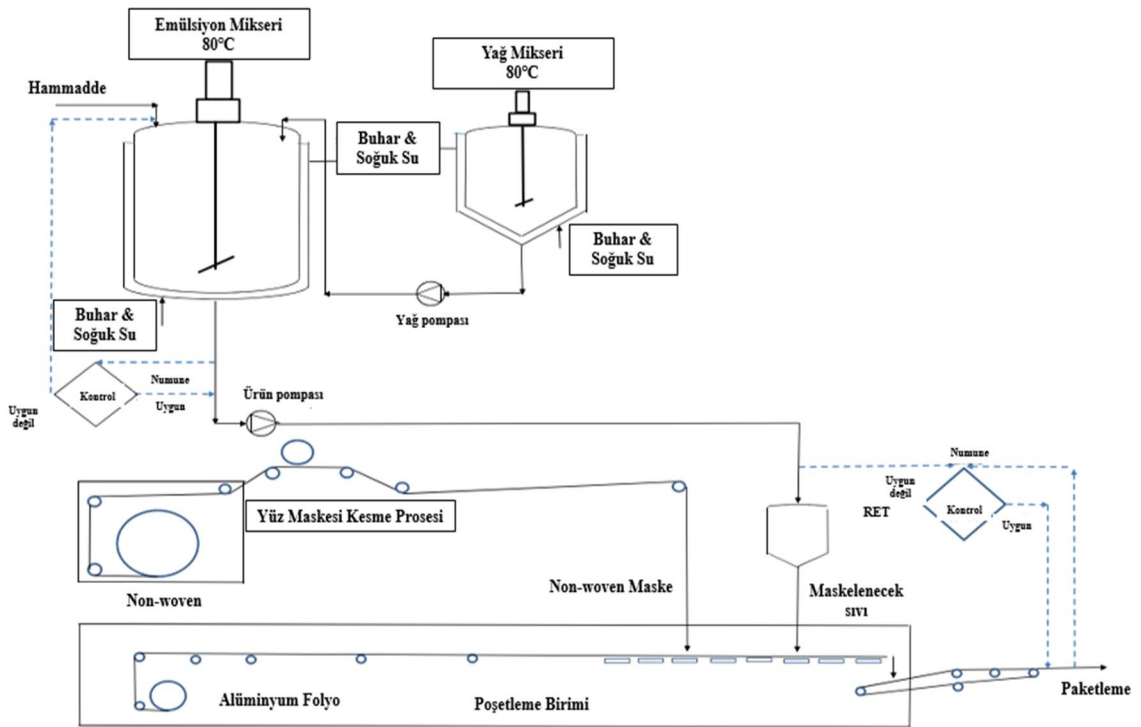 Emülsiyon Mikseri
80°C
Yağ Mikseri
80°C
Hammadde
Buhar &
Soğuk Su
Buhar &
Soğuk Su
Buhar &
Soğuk Su
Yağ pompası
Kontrol
Numune
Uygun
Uygun
değil
Ürün pompası
Numune
Uygun
değil
RET
Kontrol
Uygun
Yüz Maskesi Kesme Prosesi
Non-woven
Non-woven Maske
Maskelenecek
sıvı
Alüminyum Folyo
Poşetleme Birimi
Paketleme